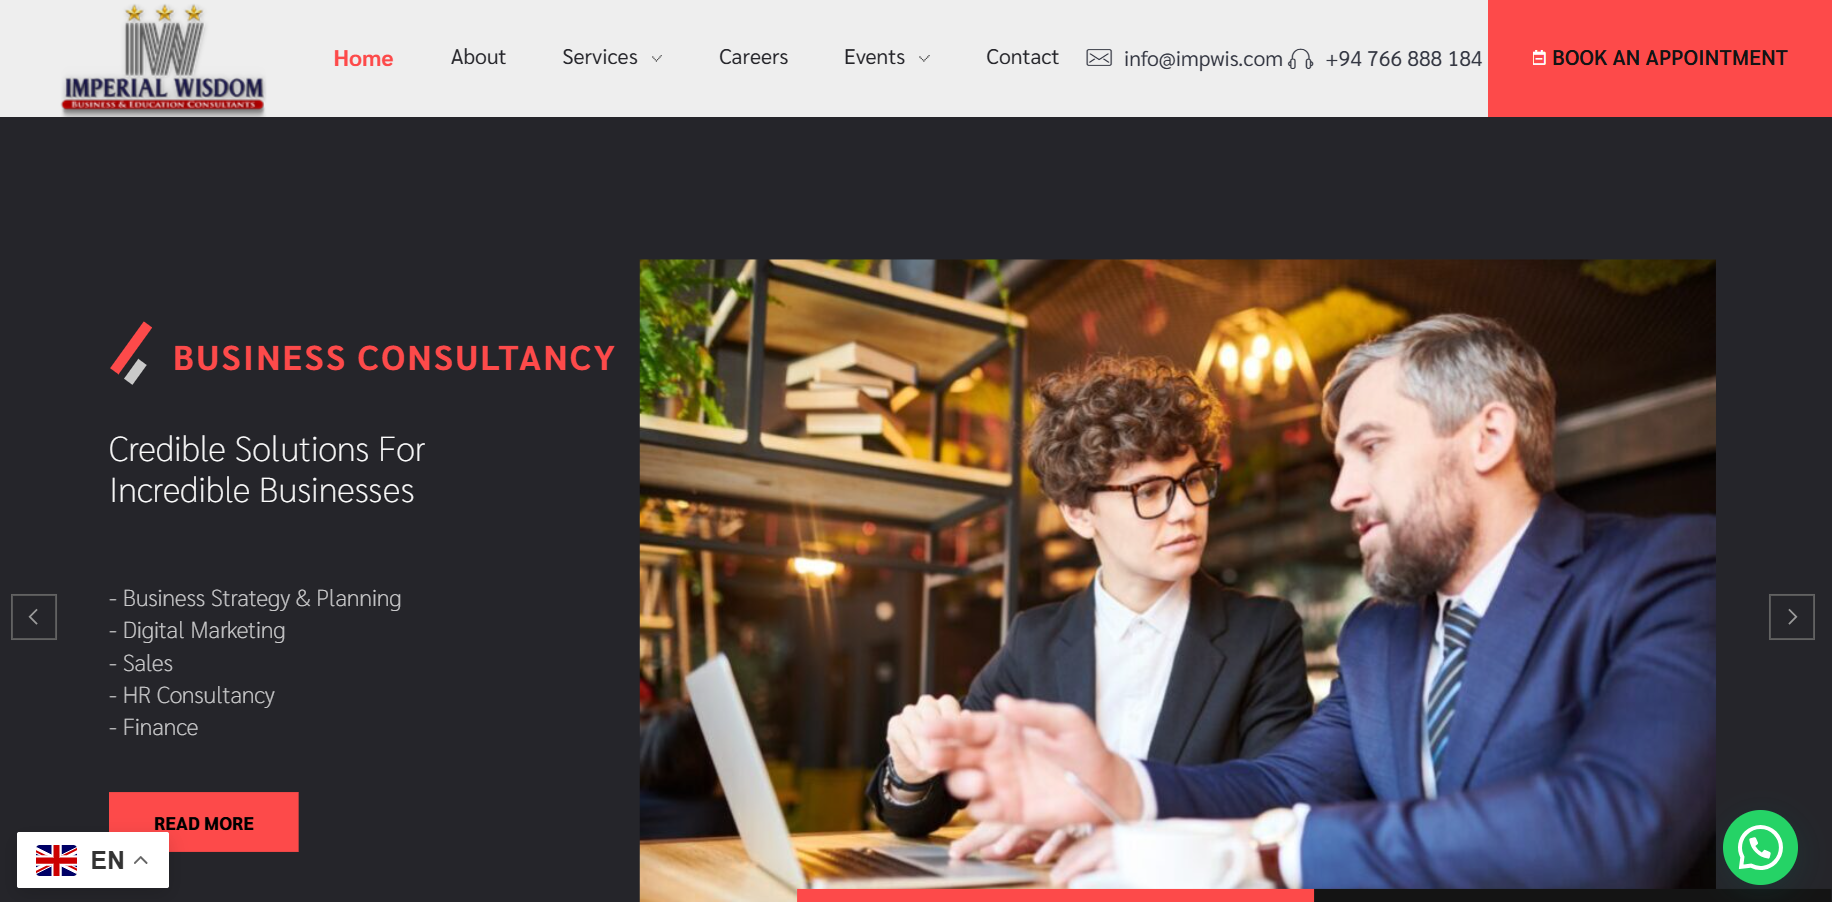 IW
IMPERIAL WISDOM
BUSINESS & EDUCATION CONSULTANTS
Home About Services Careers Events Contact info@impwis.com +94 766 888 184 BOOK AN APPOINTMENT
BUSINESS CONSULTANCY
Credible Solutions For
Incredible Businesses
- Business Strategy & Planning
- Digital Marketing
- Sales
- HR Consultancy
- Finance
READ MORE
EN